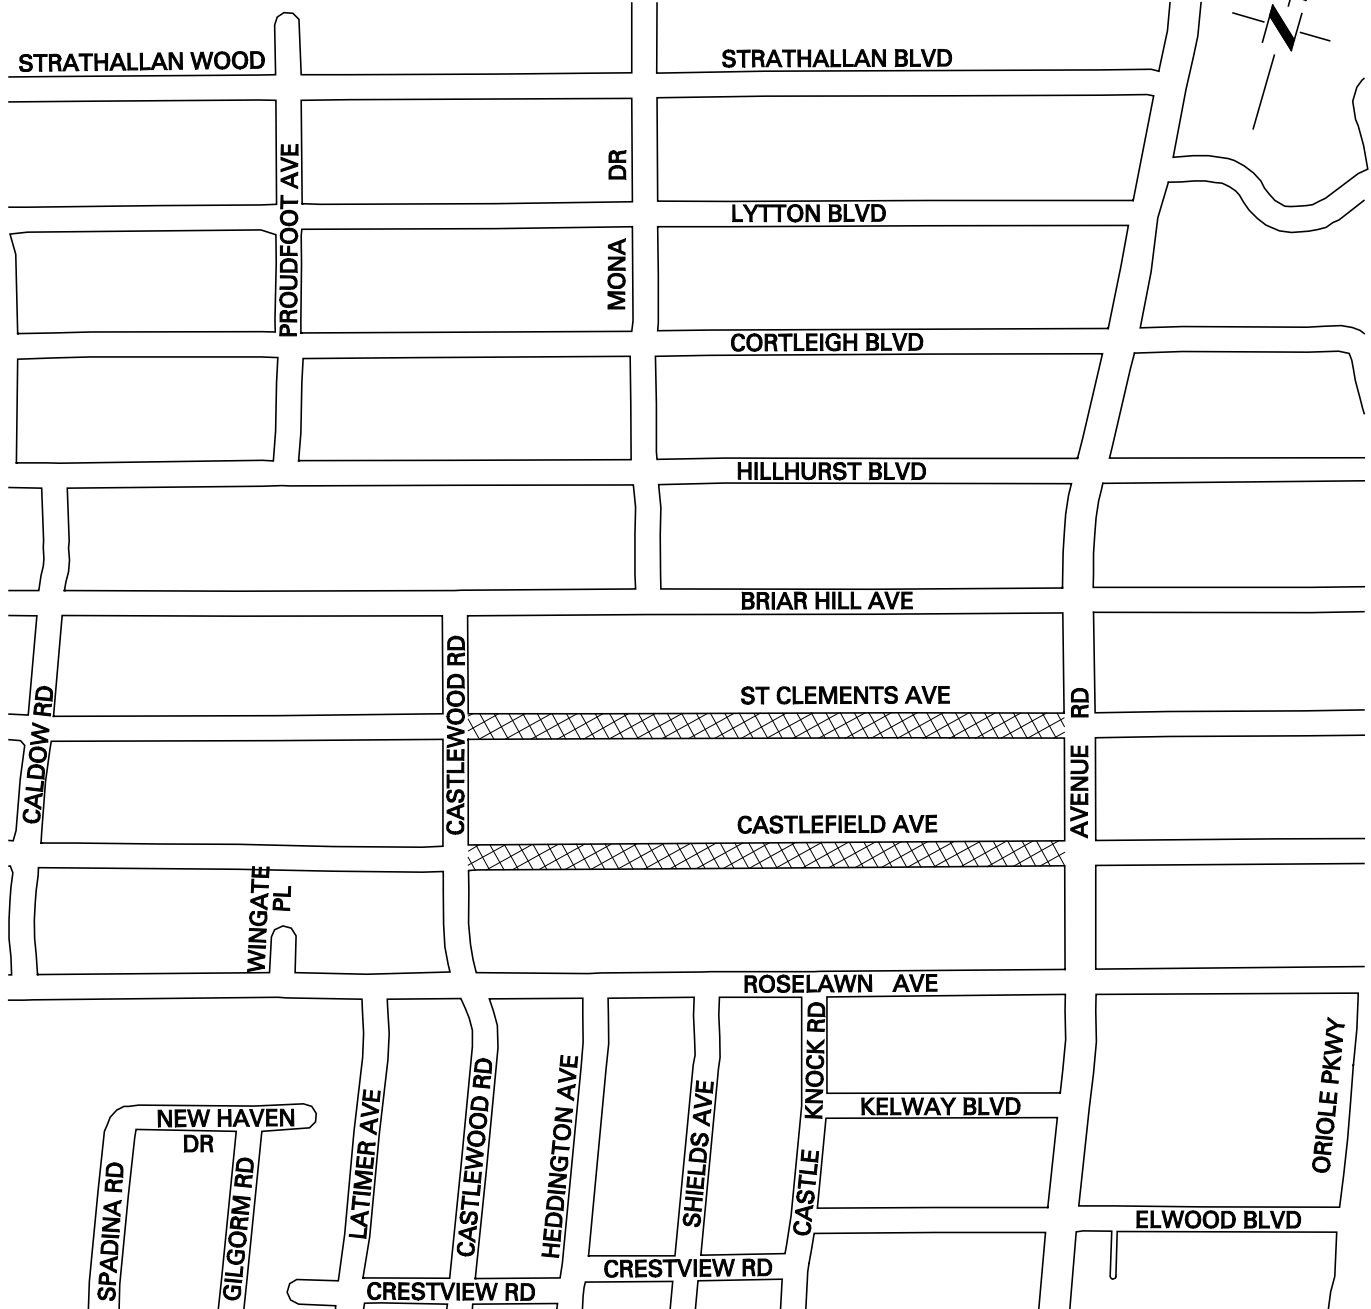 N
STRATHALLAN WOOD
STRATHALLAN BLVD
PROUDFOOT AVE
MONA DR
LYTTON BLVD
CORTLEIGH BLVD
HILLHURST BLVD
BRIAR HILL AVE
CALDOW RD
CASTLEWOOD RD
ST CLEMENTS AVE
AVENUE RD
CASTLEFIELD AVE
WINGATE
PL
ROSELAWN AVE
CASTLE KNOCK RD
ORIOLE PKWY
NEW HAVEN
DR
LATIMER AVE
CASTLEWOOD RD
HEDDINGTON AVE
SHIELDS AVE
KELWAY BLVD
SPADINA RD
GILGORM RD
ELWOOD BLVD
CRESTVIEW RD
CRESTVIEW RD